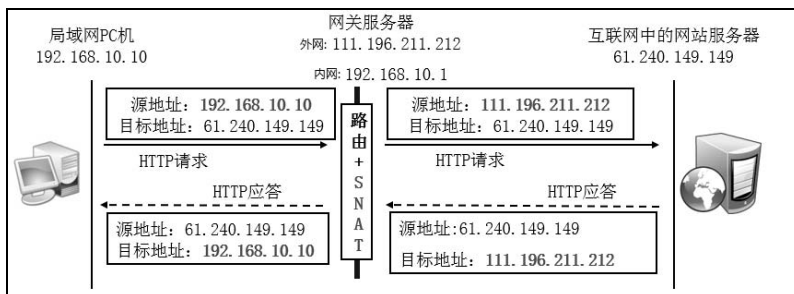 局域网PC机
192.168.10.10
网关服务器
外网: 111.196.211.212
内网: 192.168.10.1
互联网中的网站服务器
61.240.149.149
源地址：192.168.10.10
目标地址：61.240.149.149
HTTP请求
HTTP应答
源地址：61.240.149.149
目标地址：192.168.10.10
路由+SNAT
源地址：111.196.211.212
目标地址：61.240.149.149
HTTP请求
HTTP应答
源地址:61.240.149.149
目标地址：111.196.211.212